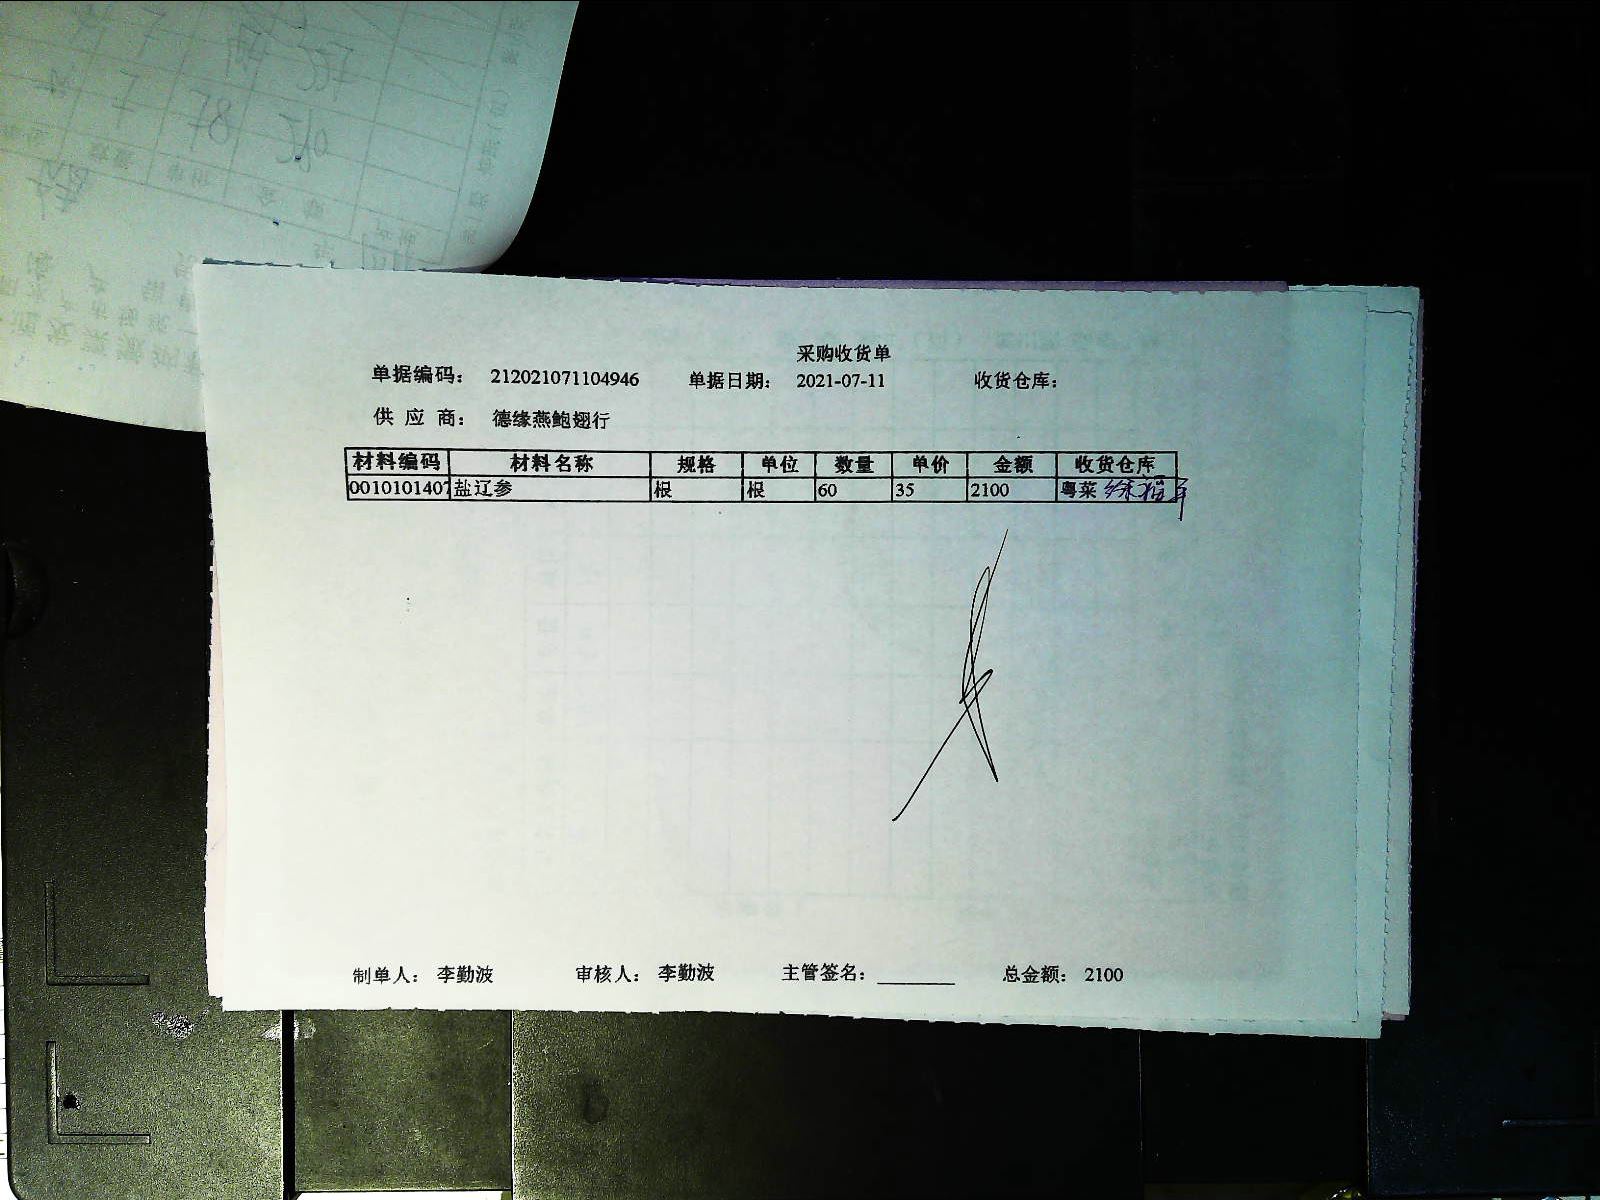 采购收货单
单据编码： 212021071104946 单据日期： 2021-07-11 收货仓库：
供 应 商： 德缘燕鲍翅行
材料编码 材料名称 规格 单位 数量 单价 金额 收货仓库
0010101407 盐辽参 根 根 60 35 2100 粤菜
制单人： 李勤波 审核人： 李勤波 主管签名： 总金额： 2100